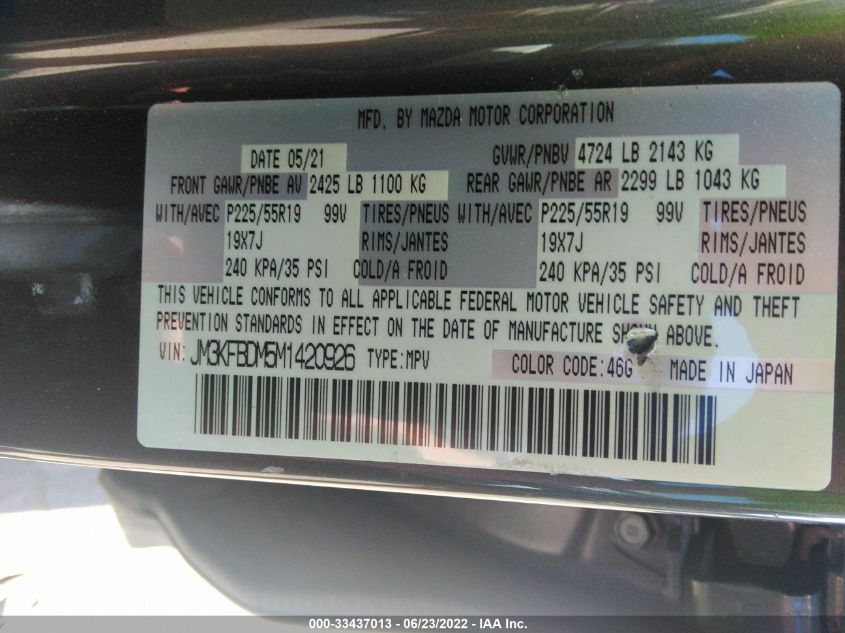 MFD. BY MAZDA MOTOR CORPORATION
DATE 05/21 GVWR/PNBV 4724 LB 2143 KG
FRONT GAWR/PNBE AV 2425 LB 1100 KG REAR GAWR/PNBE AR 2299 LB 1043 KG
WITH/AVEC P225/55R19 99V TIRES/PNEUS WITH/AVEC P225/55R19 99V TIRES/PNEUS
19X7J RIMS/JANTES 19X7J RIMS/JANTES
240 KPA/35 PSI COLD/A FROID 240 KPA/35 PSI COLD/A FROID
THIS VEHICLE CONFORMS TO ALL APPLICABLE FEDERAL MOTOR VEHICLE SAFETY AND THEFT
PREVENTION STANDARDS IN EFFECT ON THE DATE OF MANUFACTURE SHOWN ABOVE.
VIN: JM3KFBDM5M1420926 TYPE:MPV COLOR CODE:46G MADE IN JAPAN
000-33437013 - 06/23/2022 - IAA Inc.